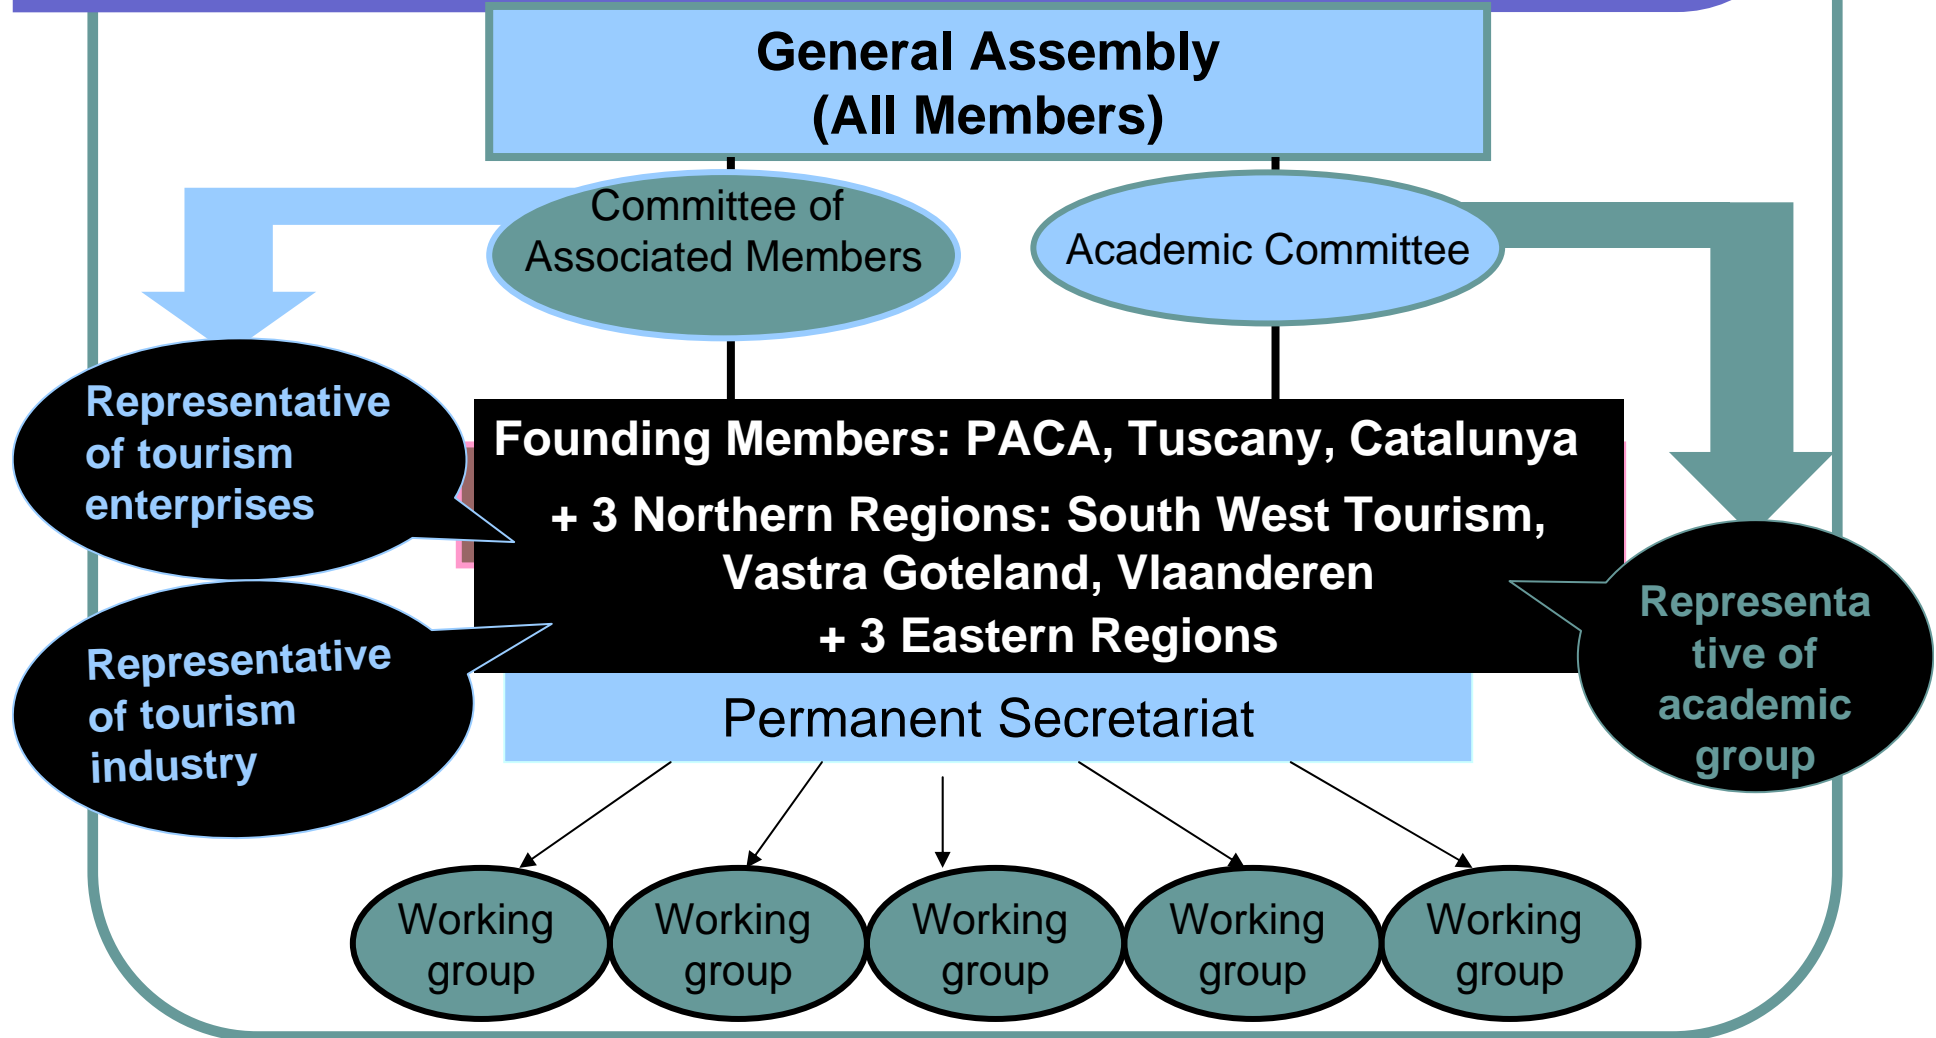 General Assembly
(All Members)
Committee of
Associated Members
Academic Committee
Representative
of tourism
enterprises
Founding Members: PACA, Tuscany, Catalunya
+ 3 Northern Regions: South West Tourism,
Vastra Goteland, Vlaanderen
+ 3 Eastern Regions
Representative
of tourism
industry
Representa
tive of
academic
group
Permanent Secretariat
Working
group
Working
group
Working
group
Working
group
Working
group